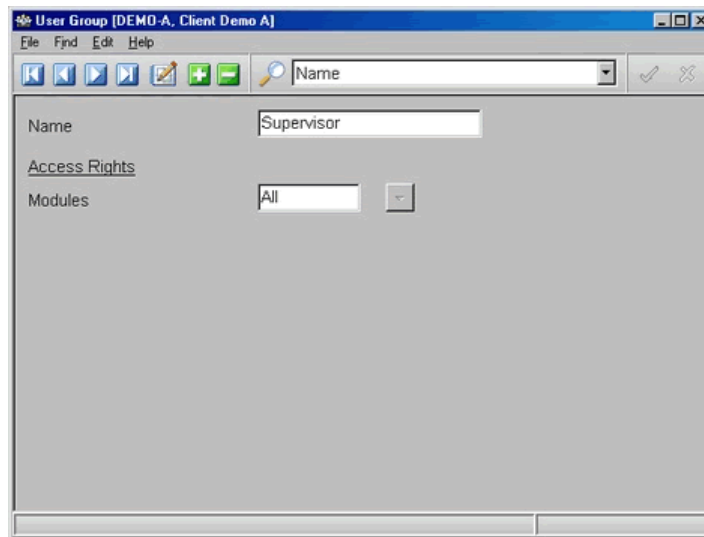 User Group [DEMO-A, Client Demo A]
File Find Edit Help
Name
Name Supervisor
Access Rights
Modules All